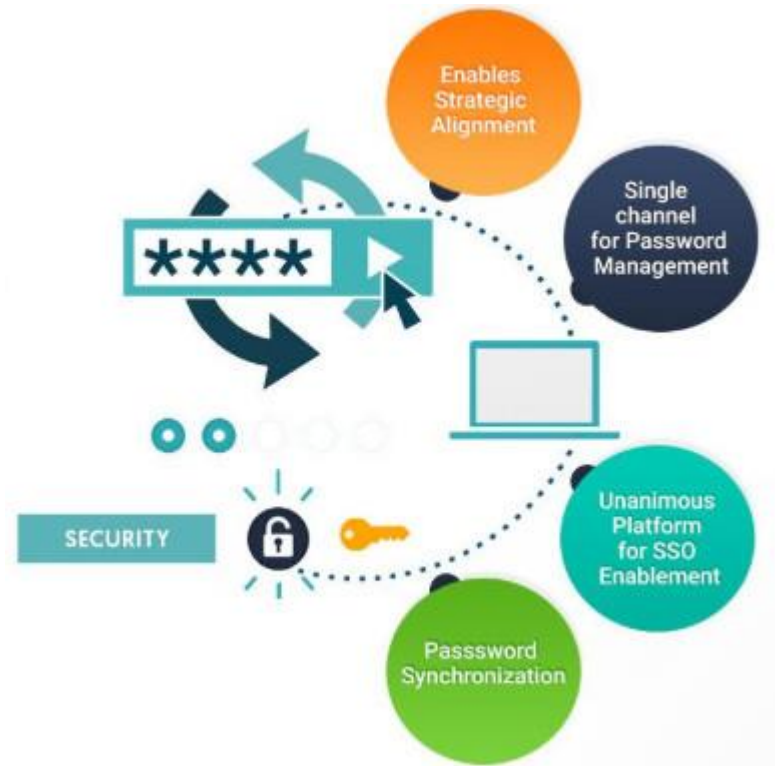 Enables
Strategic
Alignment
Single
channel
for Password
Management
****
SECURITY
Unanimous
Platform
for SSO
Enablement
Passsword
Synchronization